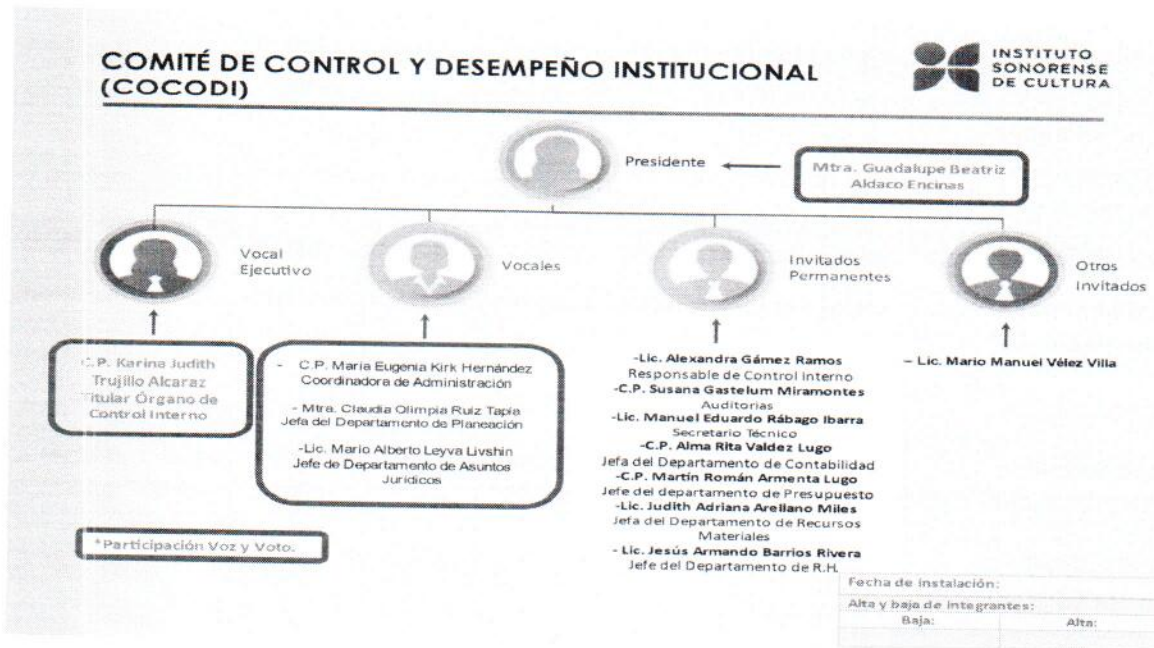 COMITÉ DE CONTROL Y DESEMPEÑO INSTITUCIONAL
(COCODI)
INSTITUTO
SONORENSE
DE CULTURA
Presidente
Mtra. Guadalupe Beatriz
Aldaco Encinas
Vocal
Ejecutivo
Vocales
Invitados
Permanentes
Otros
Invitados
C.P. Karina Judith
Trujillo Alcaraz
Titular Órgano de
Control Interno
- C.P. María Eugenia Kirk Hernández
Coordinadora de Administración
- Mtra. Claudia Olimpia Ruiz Tapia
Jefa del Departamento de Planeación
-Lic. Mario Alberto Leyva Livshin
Jefe de Departamento de Asuntos
Jurídicos
-Lic. Alexandra Gámez Ramos
Responsable de Control Interno
-C.P. Susana Gastelum Miramontes
Auditorias
-Lic. Manuel Eduardo Rábago Ibarra
Secretario Técnico
-C.P. Alma Rita Valdez Lugo
Jefa del Departamento de Contabilidad
-C.P. Martín Román Armenta Lugo
Jefe del departamento de Presupuesto
-Lic. Judith Adriana Arellano Miles
Jefa del Departamento de Recursos
Materiales
- Lic. Jesús Armando Barrios Rivera
Jefe del Departamento de R.H.
– Lic. Mario Manuel Vélez Villa
*Participación Voz y Voto.
Fecha de instalación:
Alta y baja de integrantes:
Baja: Alta: